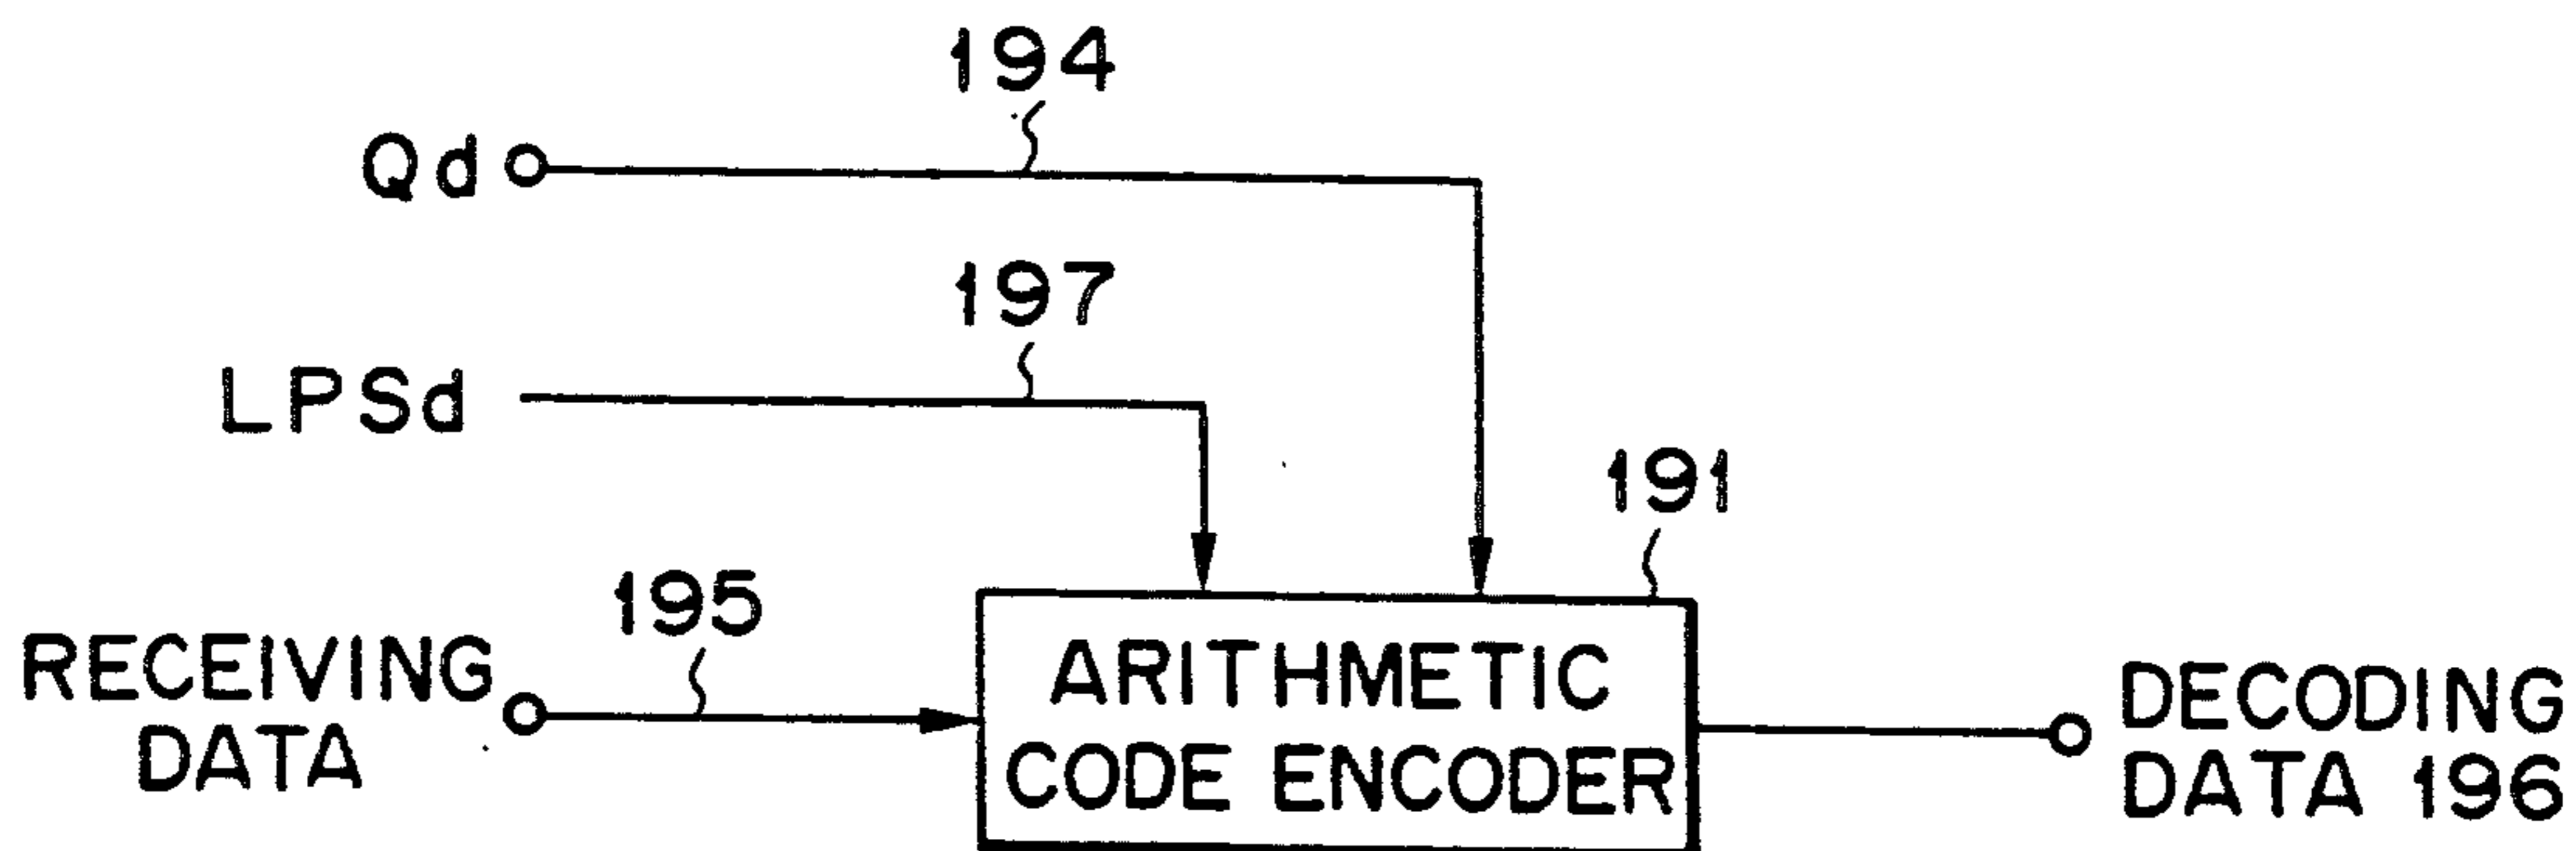 194
Qd
197
LPSd
191
195
RECEIVING
DATA
ARITHMETIC
CODE ENCODER
DECODING
DATA 196